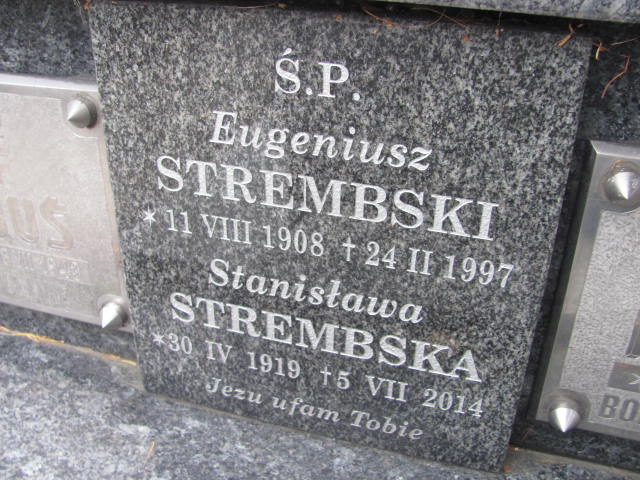 Ś.P.
Eugeniusz
STREMBSKI
* 11 VIII 1908 † 24 II 1997
Stanisława
STREMBSKA
*30 IV 1919 †5 VII 2014
Jezu ufam Tobie